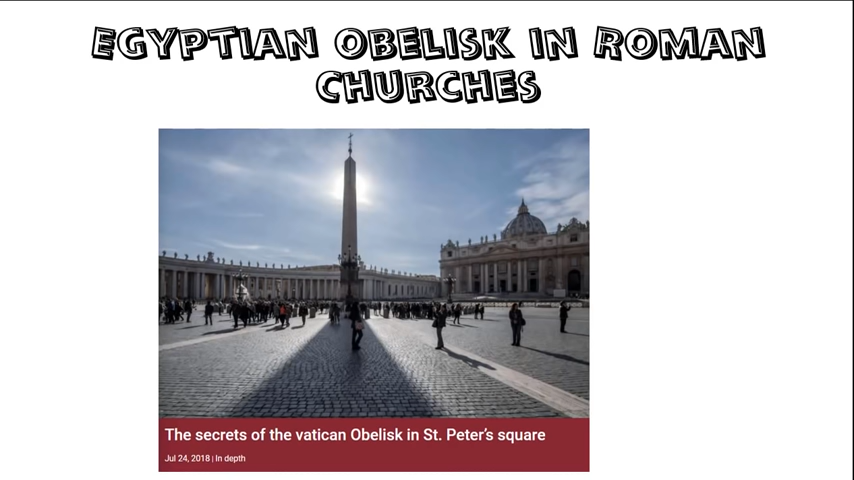 EGYPTIAN OBELISK IN ROMAN
CHURCHES
The secrets of the vatican Obelisk in St. Peter's square
Jul 24, 2018 | In depth